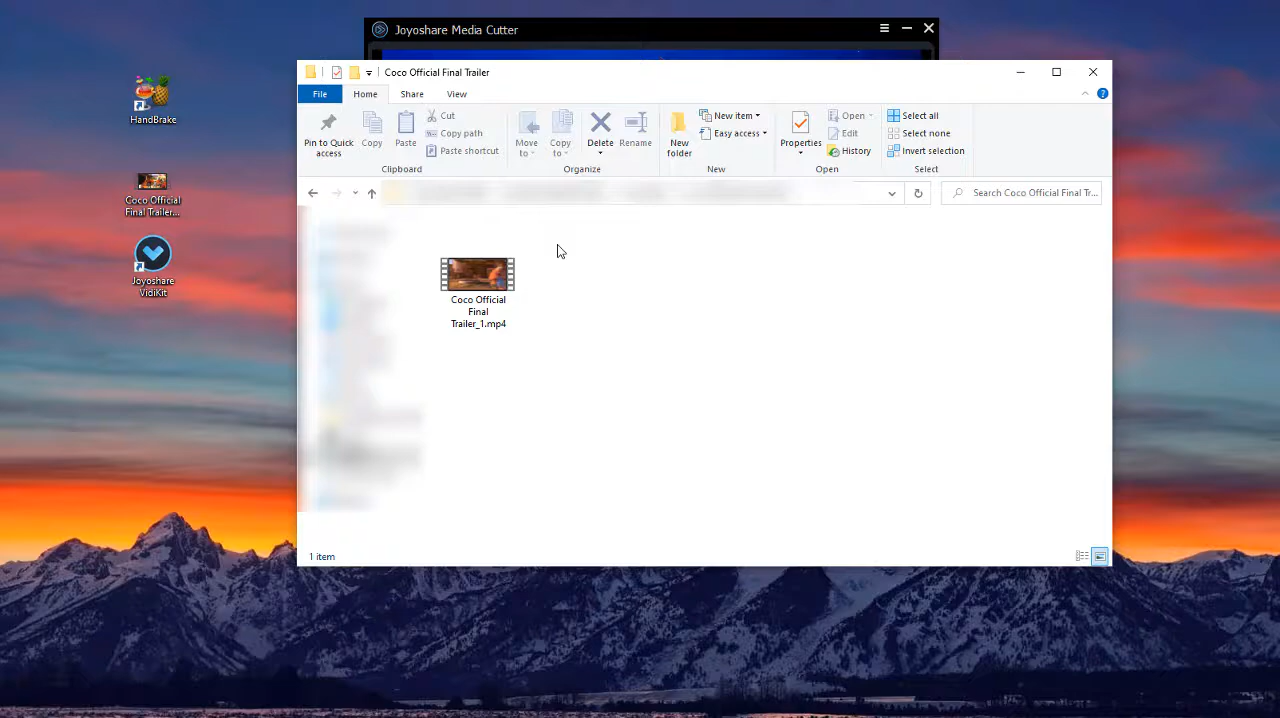 Joyoshare Media Cutter
Coco Official Final Trailer
File
Home
Share
View
Pin to Quick
access
Copy
Paste
Cut
Copy path
Paste shortcut
Clipboard
Move
to
Copy
to
Delete
Rename
Organize
New
folder
New item
Easy access
New
Properties
Open
Edit
History
Open
Select all
Select none
Invert selection
Select
Search Coco Official Final Tr...
HandBrake
Coco Official
Final Trailer...
Joyoshare
VidiKit
Coco Official
Final
Trailer_1.mp4
1 item